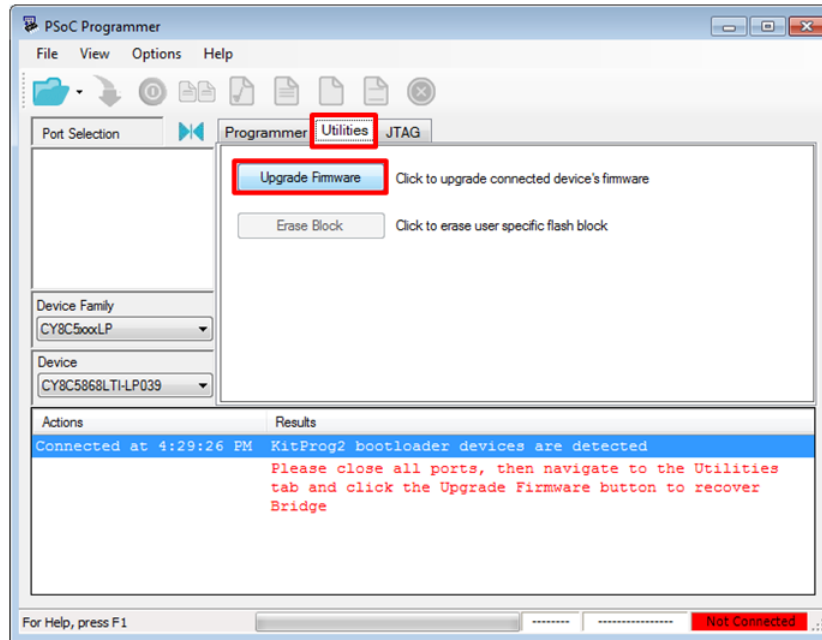 PSoC Programmer
File View Options Help
Port Selection
Programmer Utilities JTAG
Upgrade Firmware Click to upgrade connected device's firmware
Erase Block Click to erase user specific flash block
Device Family
CY8C5xxxLP
Device
CY8C5868LTI-LP039
Actions Results
Connected at 4:29:26 PM KitProg2 bootloader devices are detected
Please close all ports, then navigate to the Utilities
tab and click the Upgrade Firmware button to recover
Bridge
For Help, press F1 -------- --------------- Not Connected